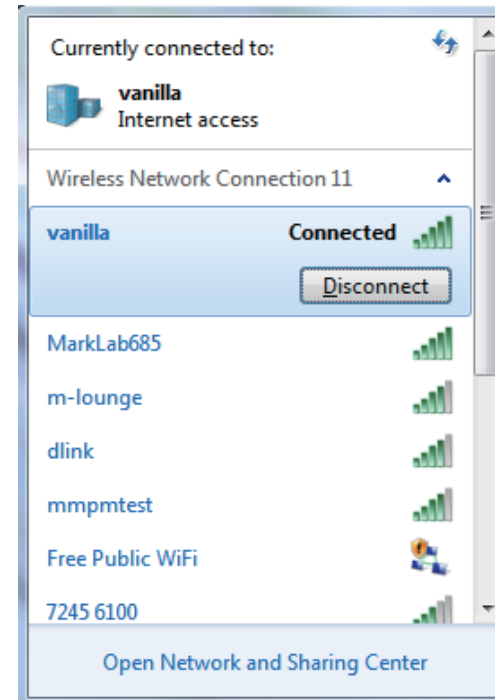 Currently connected to:
vanilla
Internet access
Wireless Network Connection 11
vanilla Connected
Disconnect
MarkLab685
m-lounge
dlink
mmpmtest
Free Public WiFi
7245 6100
Open Network and Sharing Center